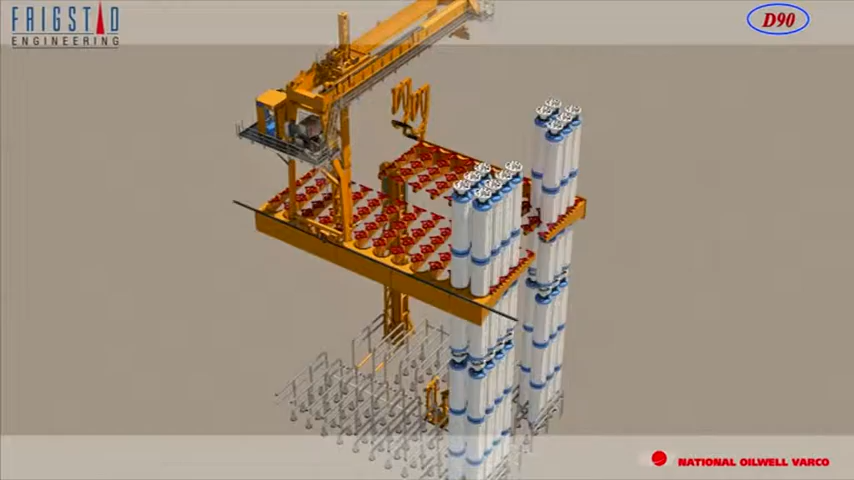 FRIGSTAD
ENGINEERING
D90
NATIONAL OILWELL VARCO